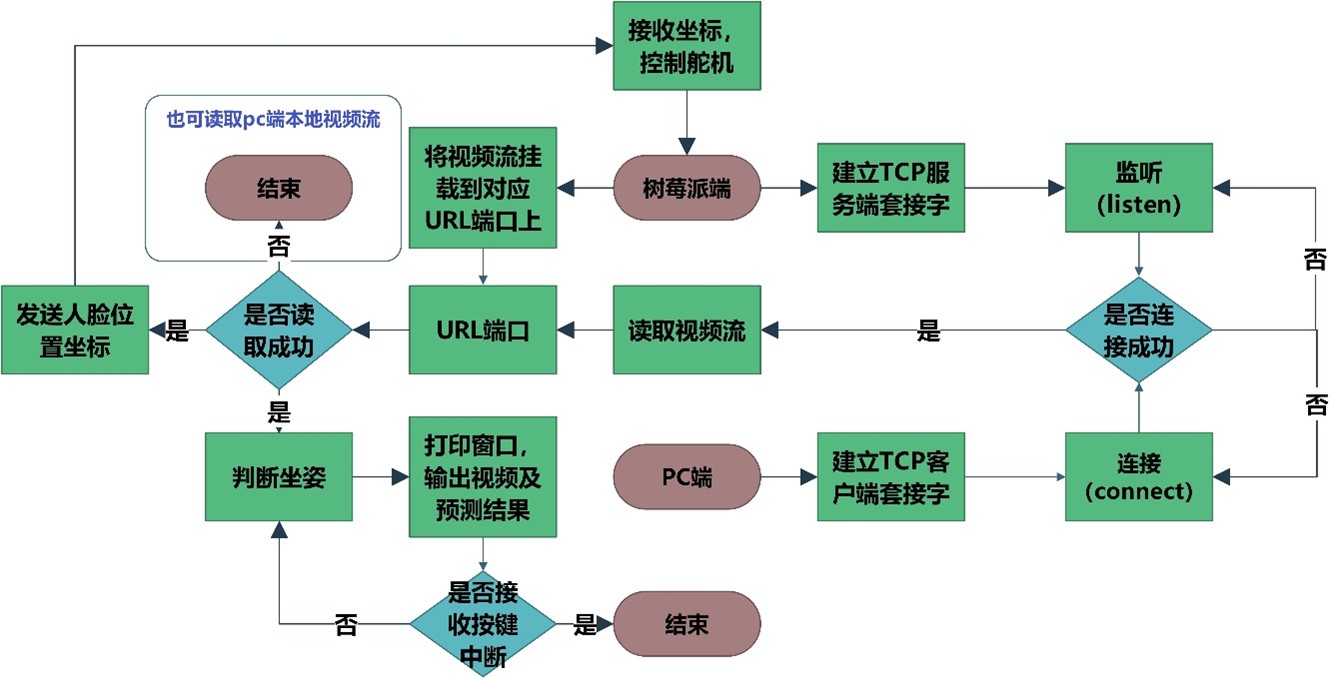 接收坐标，
控制舵机
也可读取pc端本地视频流
结束
否
将视频流挂
载到对应
URL端口上
树莓派端
建立TCP服
务端套接字
监听
（listen）
否
发送人脸位
置坐标
是
是否读
取成功
URL端口
读取视频流
是
是否连
接成功
否
是
判断坐姿
打印窗口，
输出视频及
预测结果
PC端
建立TCP客
户端套接字
连接
（connect）
否
是否接
收按键
中断
是
结束